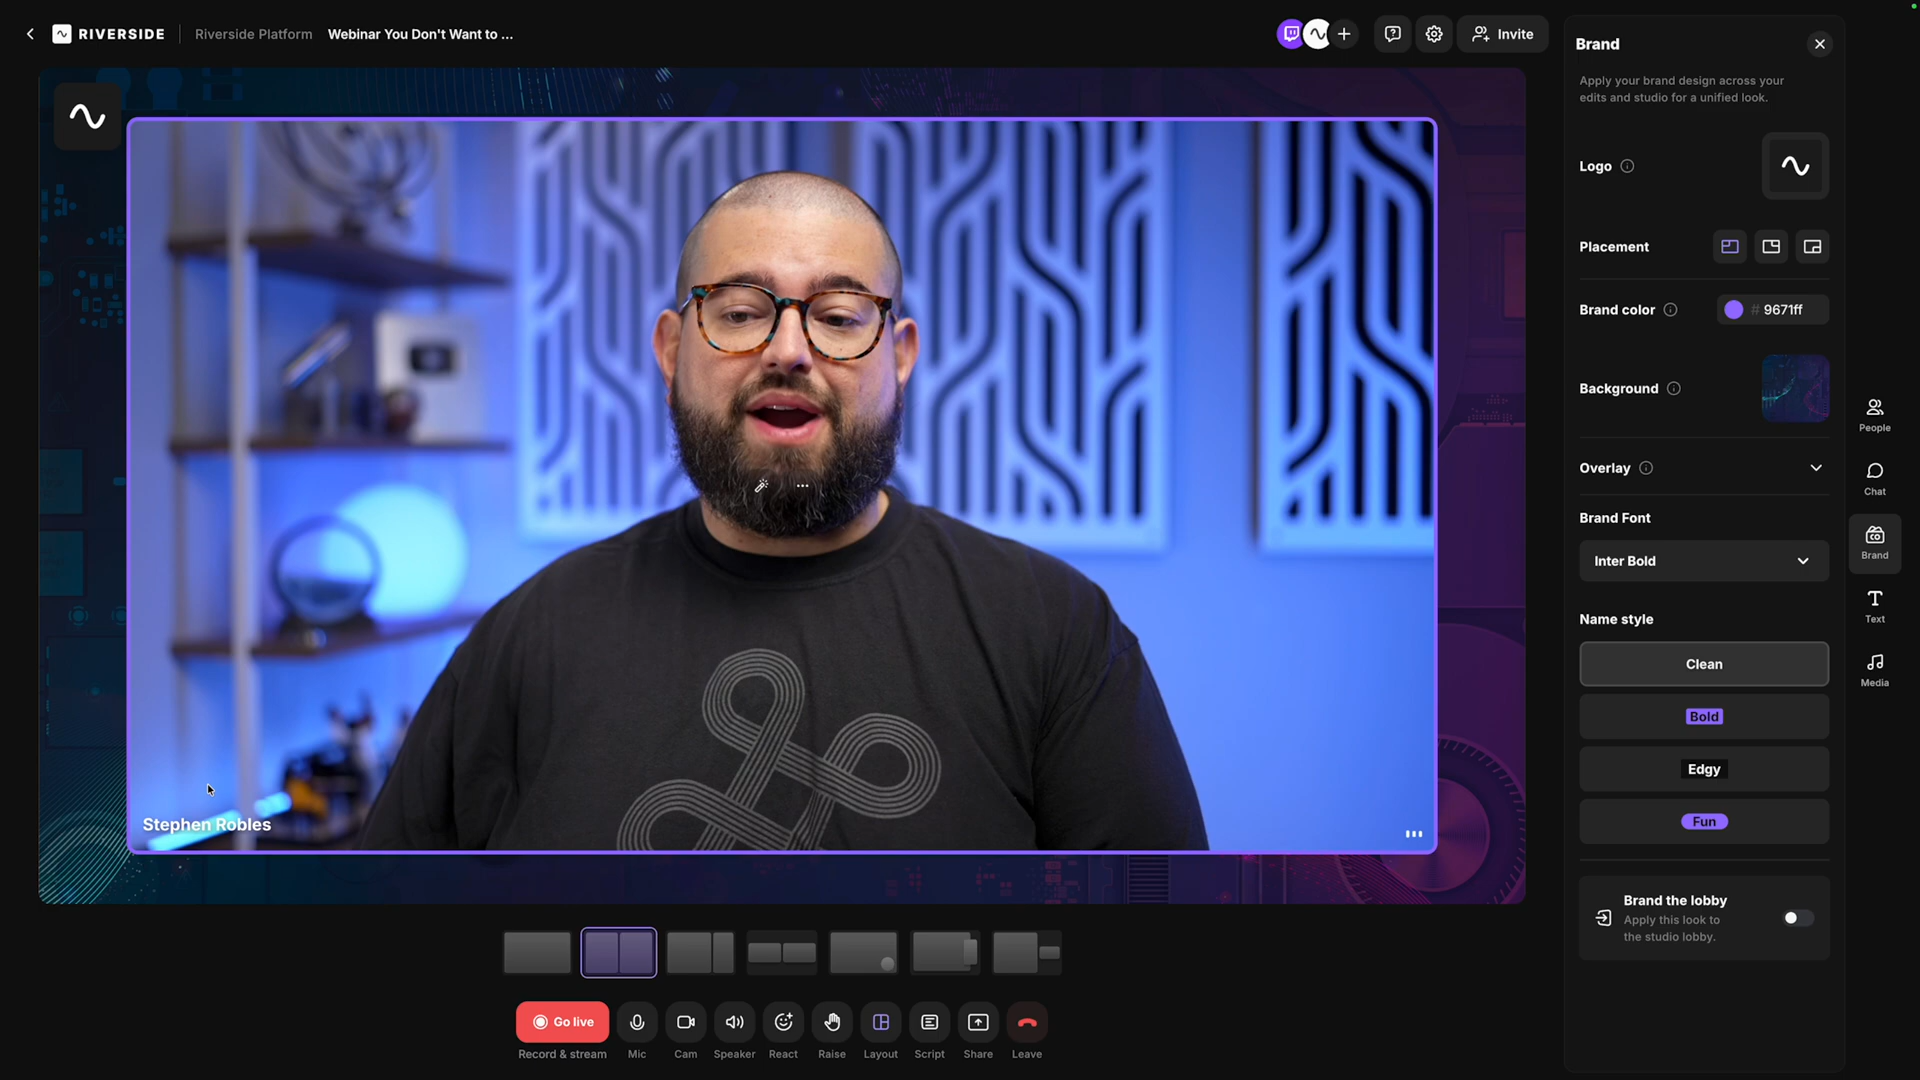 RIVERSIDE
Riverside Platform
Webinar You Don't Want to ...
Invite
Brand
Apply your brand design across your
edits and studio for a unified look.
Logo
Placement
Brand color
# 9671ff
Background
Overlay
Brand Font
Inter Bold
Name style
Clean
Bold
Edgy
Fun
Brand the lobby
Apply this look to
the studio lobby.
People
Chat
Brand
Text
Media
Stephen Robles
Go live
Record & stream
Mic
Cam
Speaker
React
Raise
Layout
Script
Share
Leave